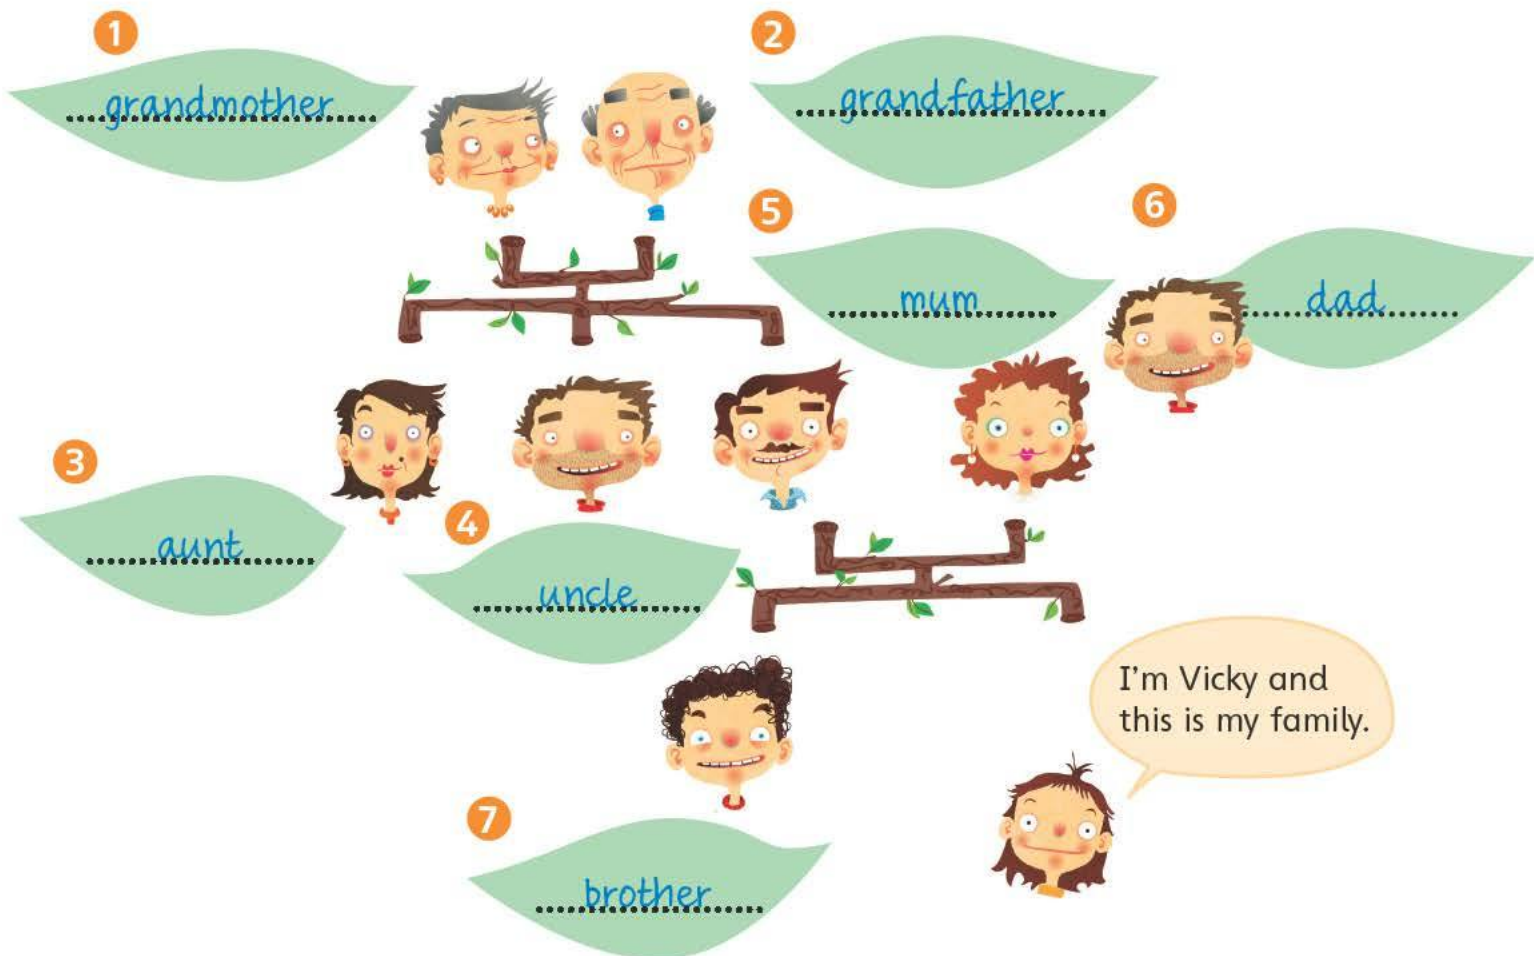 1
grandmother
2
grandfather
5
mum
6
dad
3
aunt
4
uncle
I'm Vicky and
this is my family.
7
brother